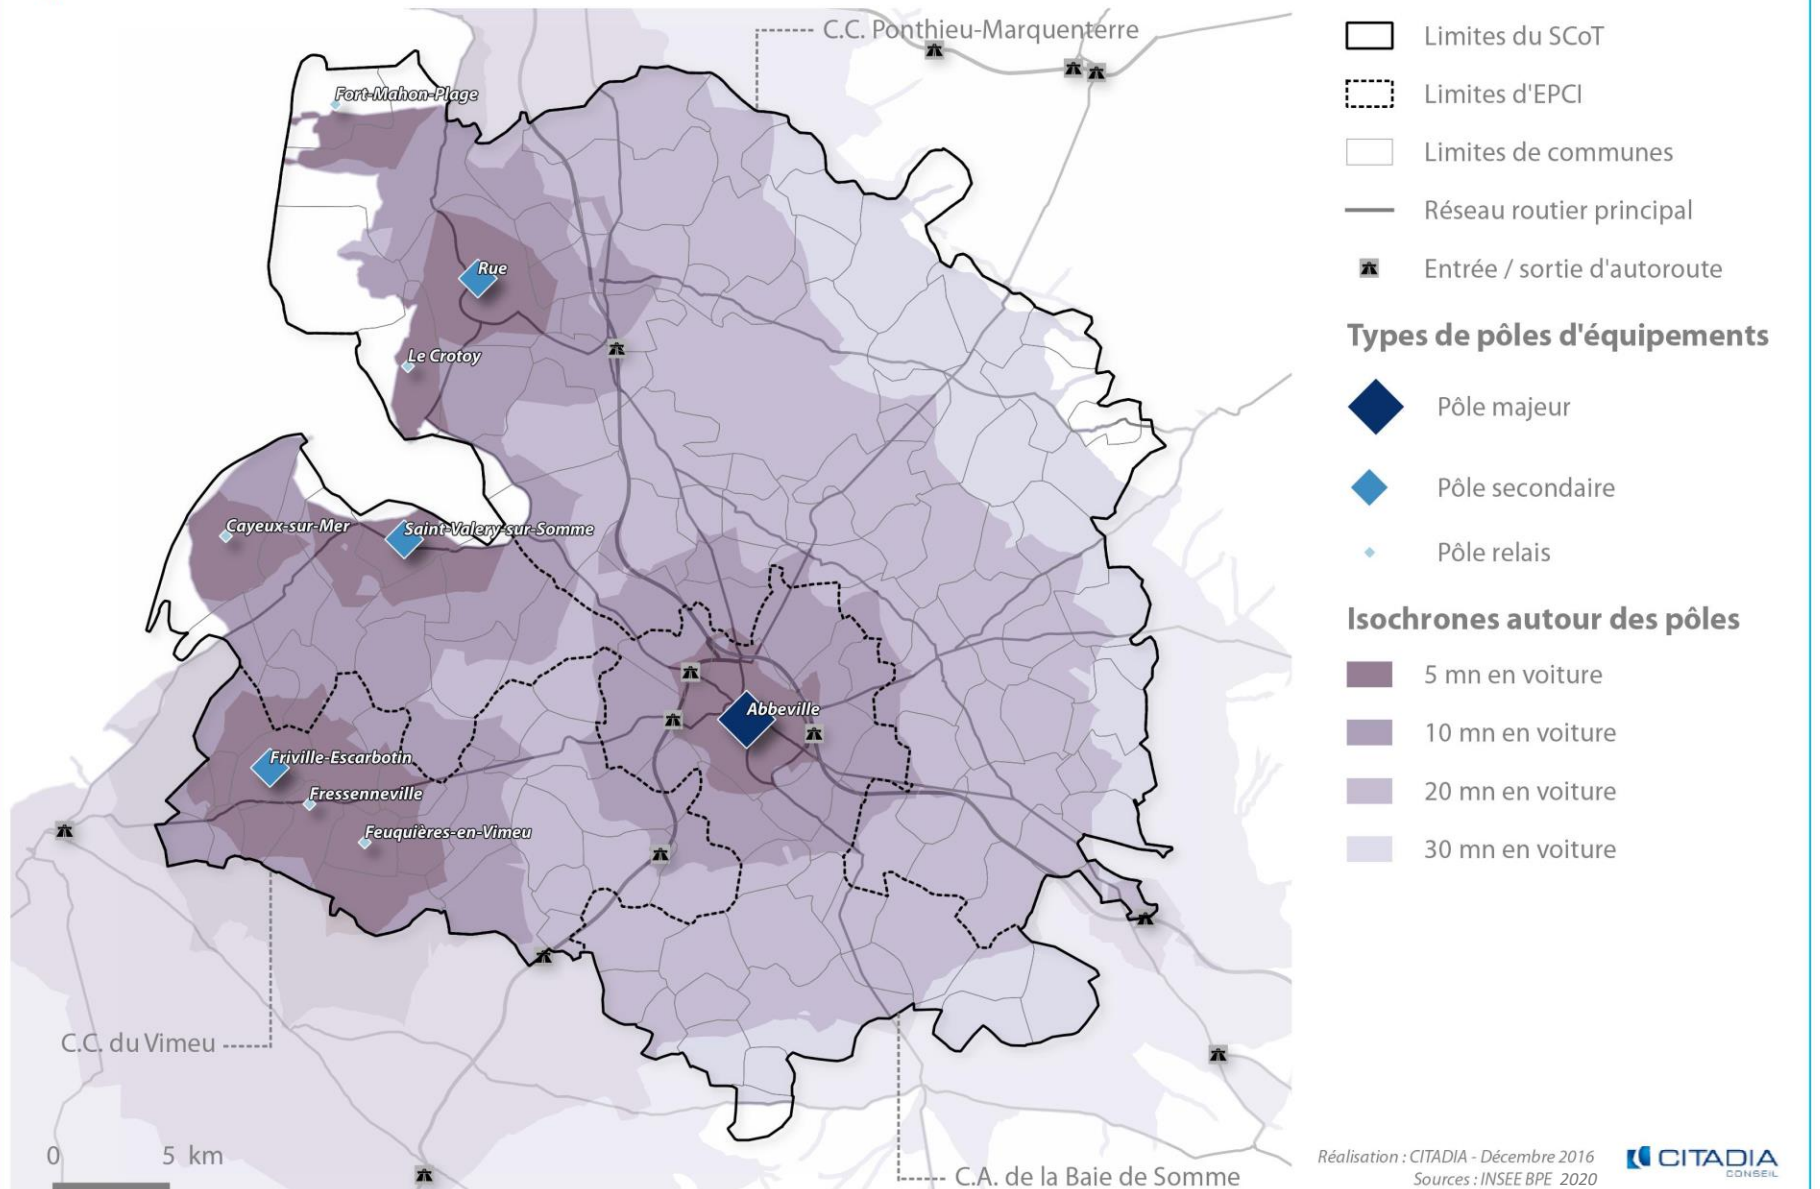 C.C. Ponthieu-Marquenterre
Fort-Mahon-Plage
Rue
Le Crotoy
Cayeux-sur-Mer
Saint-Valery-sur-Somme
Abbeville
Friville-Escarbotin
Fressenneville
Feuquières-en-Vimeu
C.C. du Vimeu
C.A. de la Baie de Somme
0 5 km
Limites du SCoT
Limites d'EPCI
Limites de communes
Réseau routier principal
Entrée / sortie d'autoroute
Types de pôles d'équipements
Pôle majeur
Pôle secondaire
Pôle relais
Isochrones autour des pôles
5 mn en voiture
10 mn en voiture
20 mn en voiture
30 mn en voiture
Réalisation : CITADIA - Décembre 2016
Sources : INSEE BPE 2020
CITADIA
CONSEIL